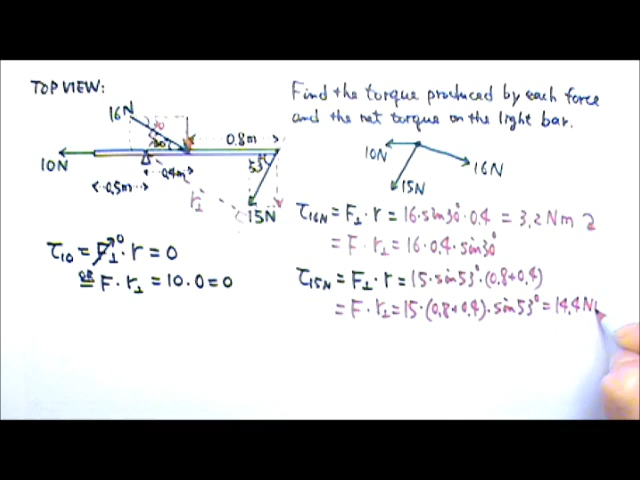 TOP VIEW:
Find the torque produced by each force
and the net torque on the light bar.
16N
30°
0.8m
10N
53°
0.5m
0.4m
r⊥
15N
10N
16N
15N
τ16N = F⊥ · r = 16 · sin30° · 0.4 = 3.2 Nm
= F · r⊥ = 16 · 0.4 · sin30°
τ10 = F⊥⁰ · r = 0
OR = F · r⊥ = 10 · 0 = 0
τ15N = F⊥ · r = 15 · sin53° · (0.8+0.4)
= F · r⊥ = 15 · (0.8+0.4) · sin53° = 14.4 N